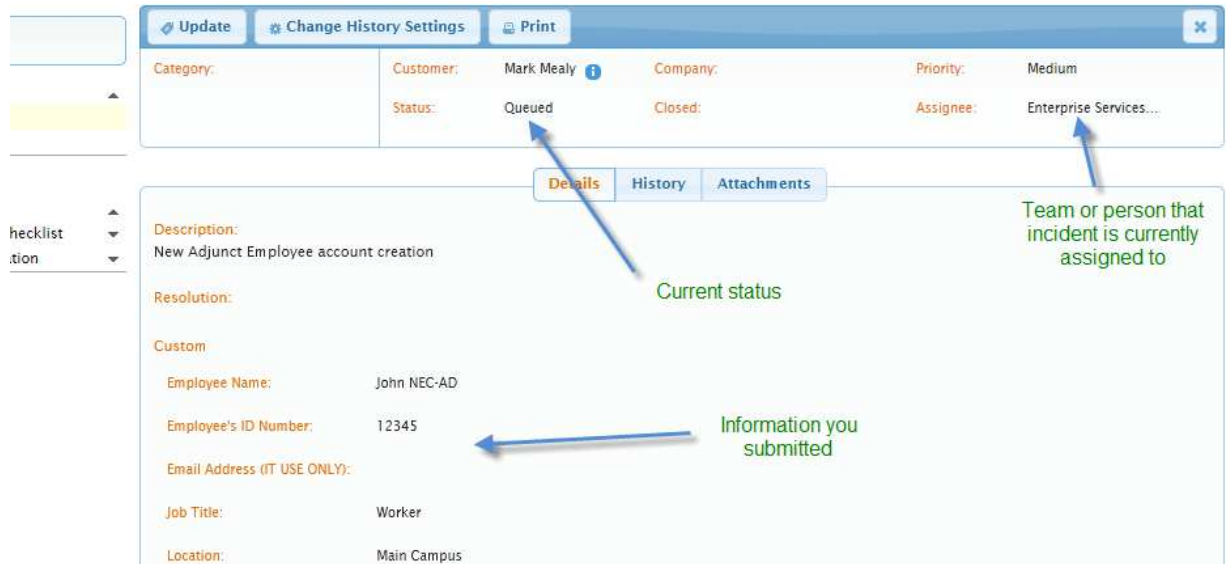 Update Change History Settings Print
Category: Customer: Mark Mealy Company: Priority: Medium
Status: Queued Closed: Assignee: Enterprise Services....
Details History Attachments
hecklist
tion
Description:
New Adjunct Employee account creation
Resolution:
Custom
Employee Name: John NEC-AD
Employee's ID Number: 12345
Email Address (IT USE ONLY):
Job Title: Worker
Location: Main Campus
Current status
Team or person that
incident is currently
assigned to
Information you
submitted